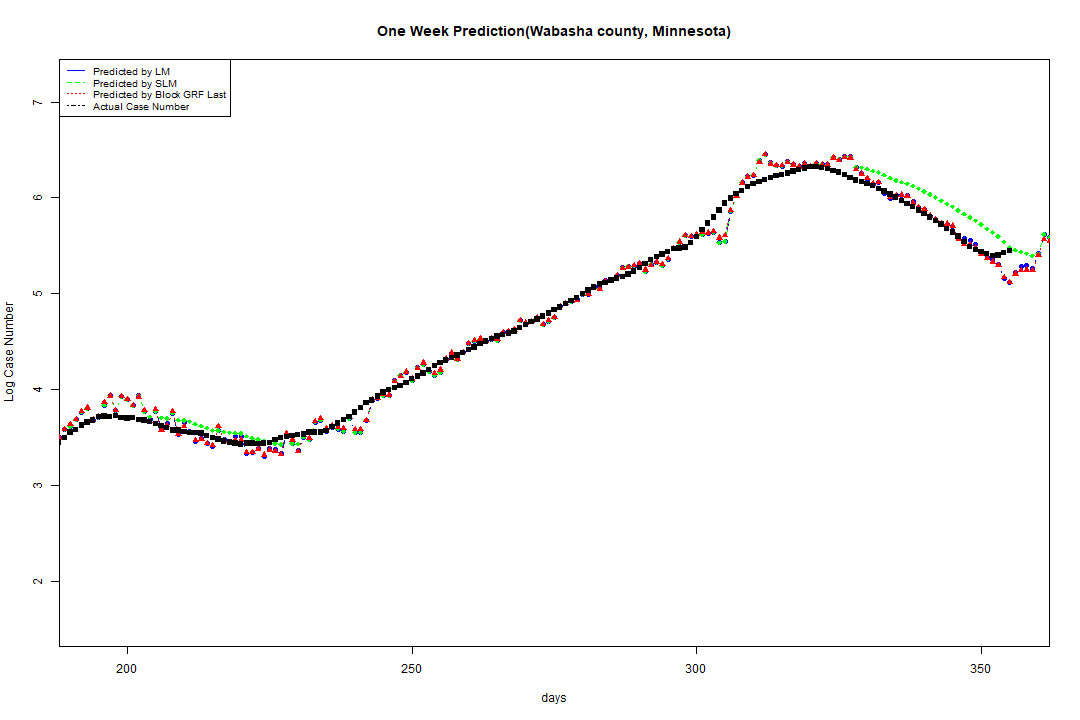 One Week Prediction(Wabasha county, Minnesota)
Predicted by LM
Predicted by SLM
Predicted by Block GRF Last
Actual Case Number
7
6
5
4
3
2
Log Case Number
200
250
300
350
days